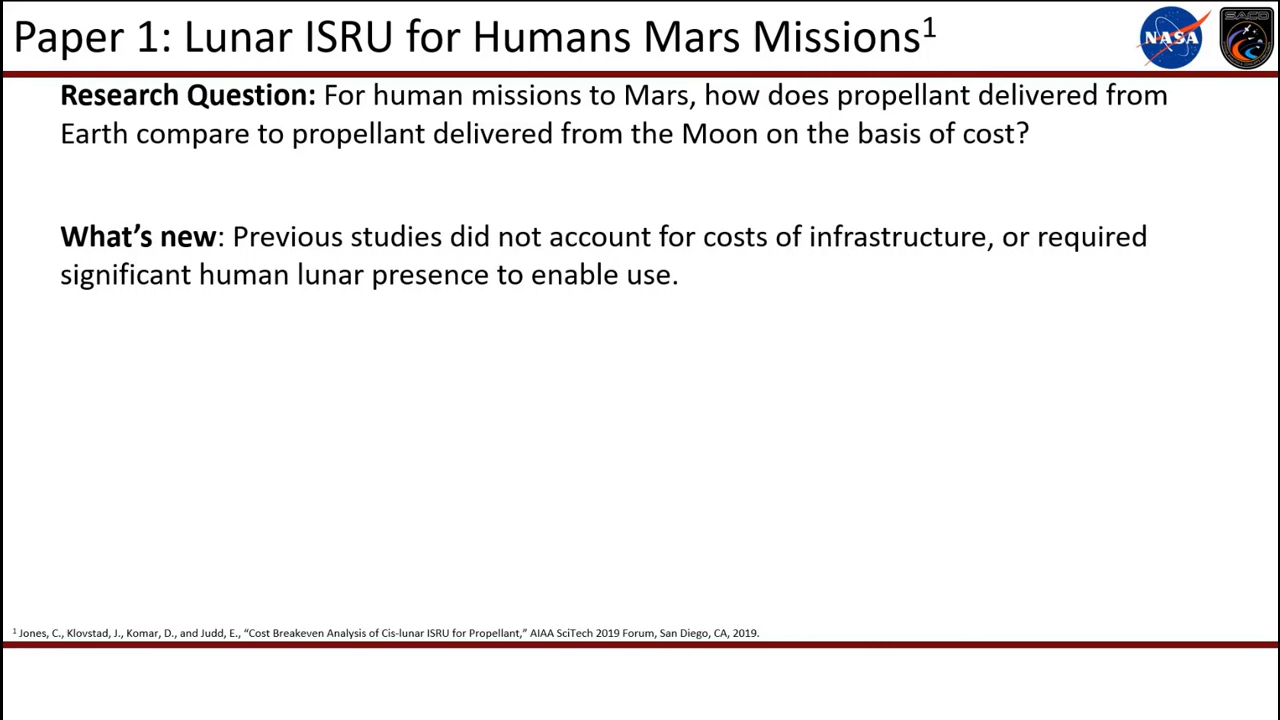 Paper 1: Lunar ISRU for Humans Mars Missions¹
NASA
SACD
Research Question: For human missions to Mars, how does propellant delivered from
Earth compare to propellant delivered from the Moon on the basis of cost?
What's new: Previous studies did not account for costs of infrastructure, or required
significant human lunar presence to enable use.
¹ Jones, C., Klovstad, J., Komar, D., and Judd, E., “Cost Breakeven Analysis of Cis-lunar ISRU for Propellant,” AIAA SciTech 2019 Forum, San Diego, CA, 2019.